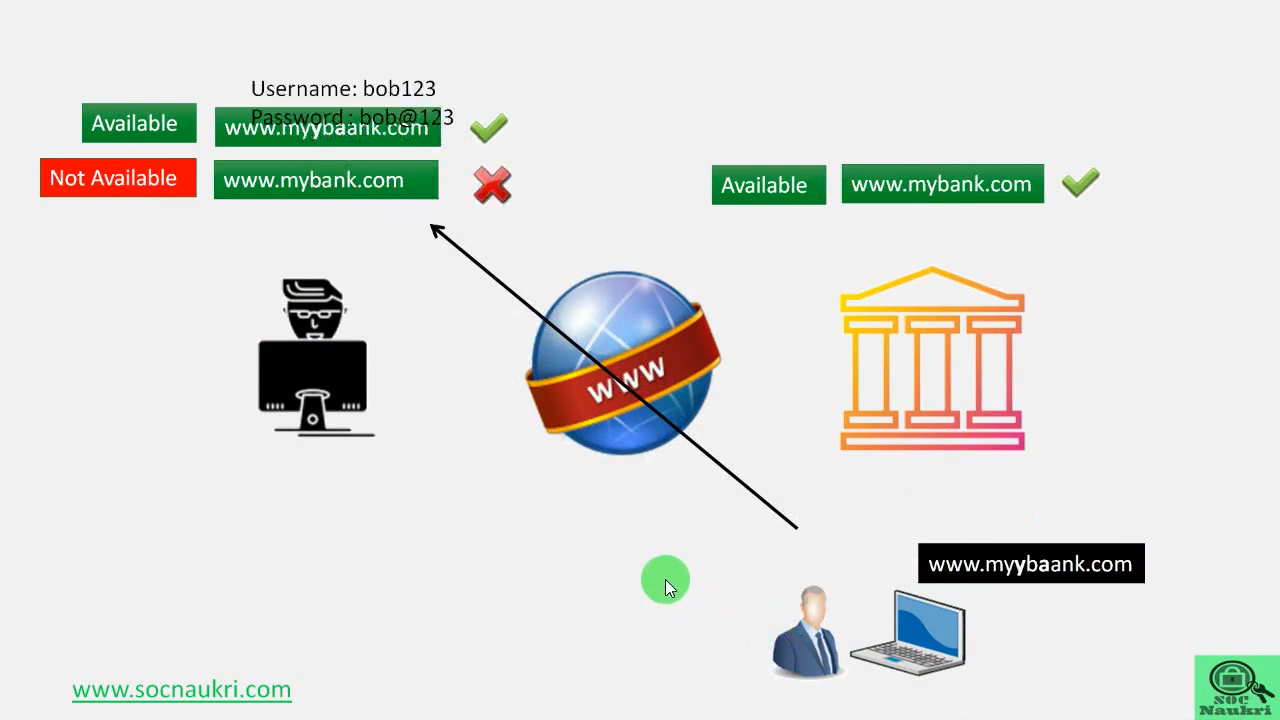 Username: bob123
Password : bob@123
Available
www.myybaank.com
Not Available
www.mybank.com
Available
www.mybank.com
www
www.myybaank.com
www.socnaukri.com
SOC
Naukri